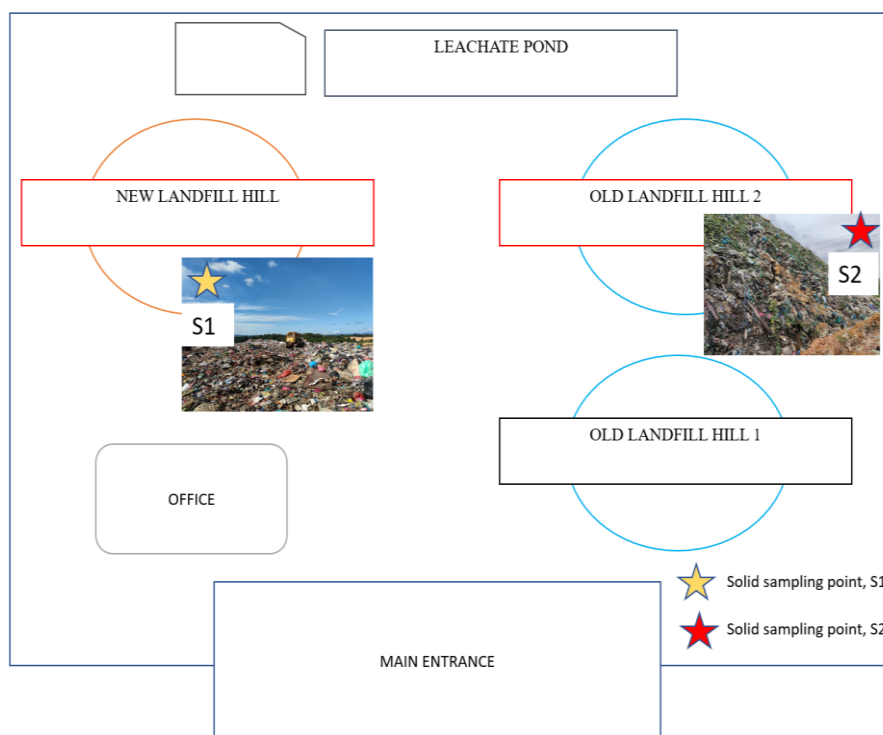 LEACHATE POND
NEW LANDFILL HILL
OLD LANDFILL HILL 2
S1
S2
OLD LANDFILL HILL 1
OFFICE
Solid sampling point, S1
Solid sampling point, S2
MAIN ENTRANCE